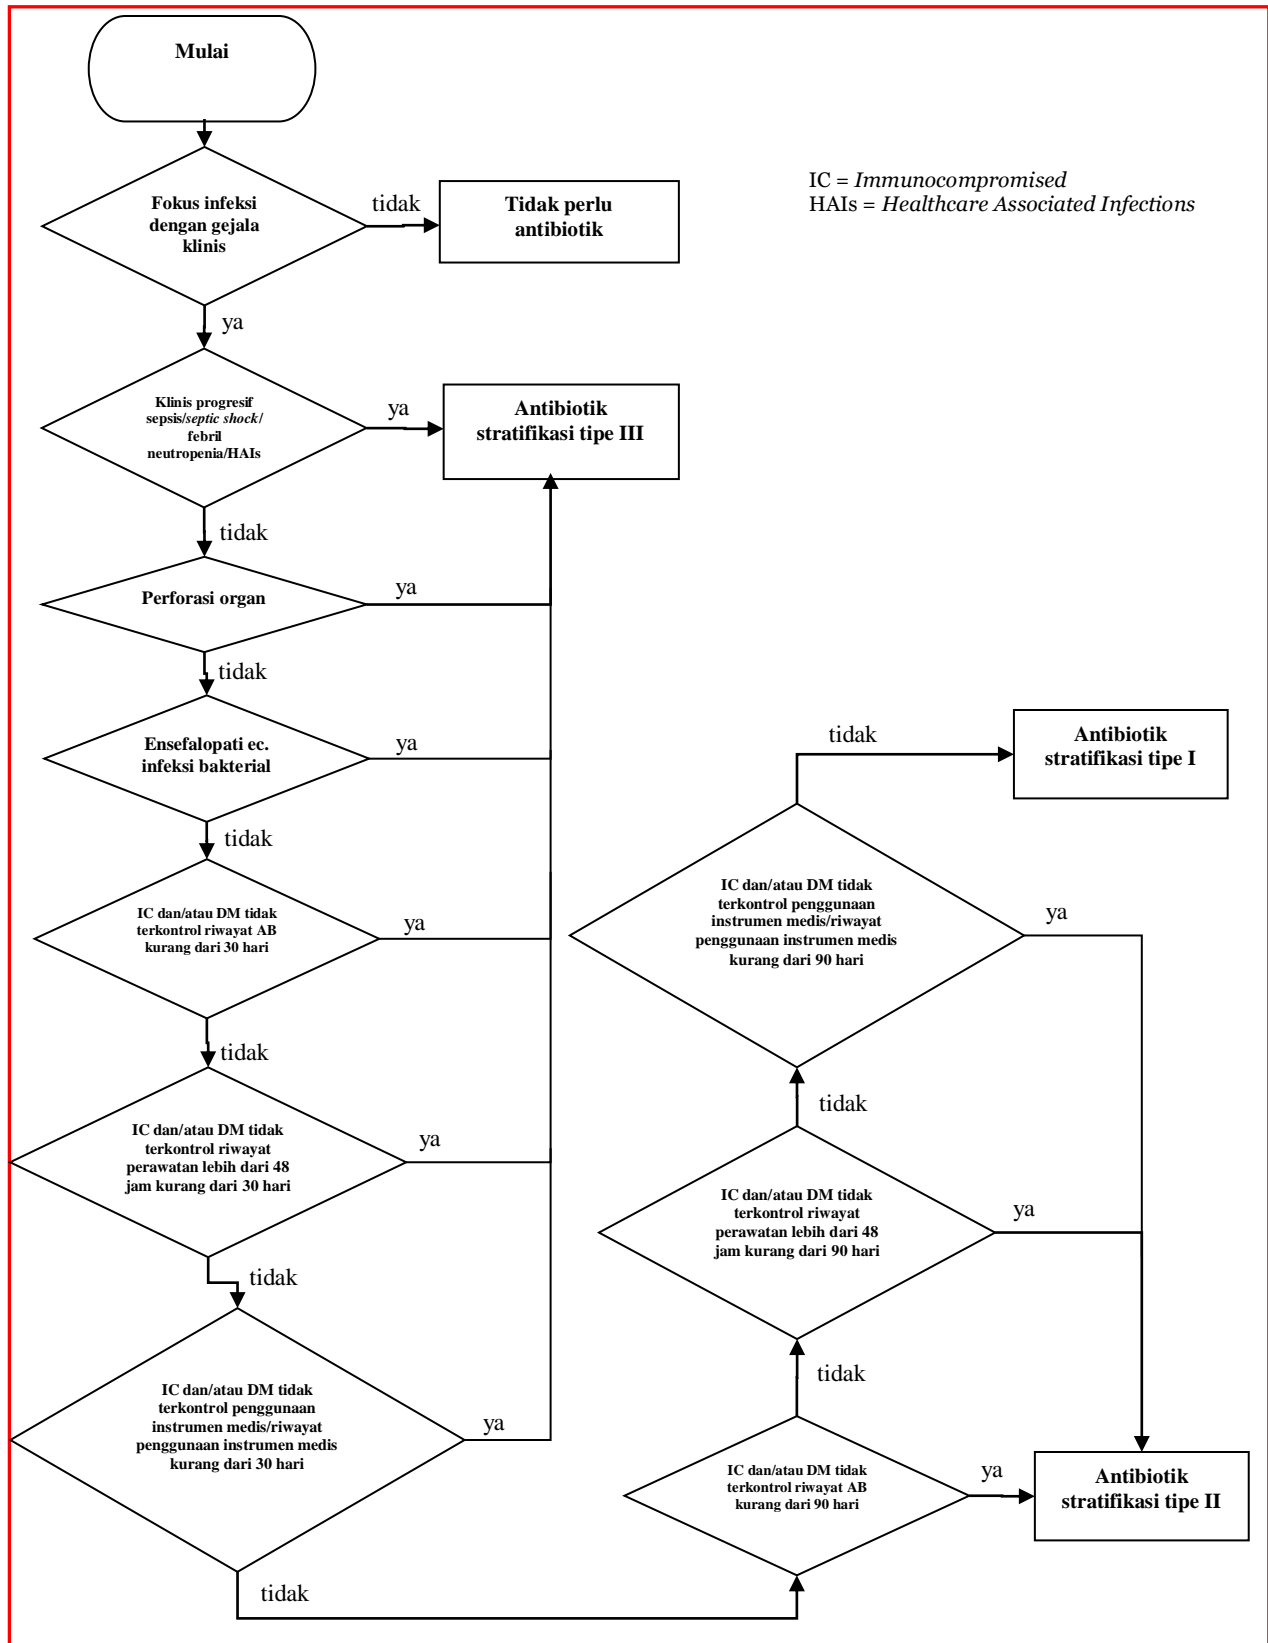 Mulai
Fokus infeksi
dengan gejala
klinis
tidak
Tidak perlu
antibiotik
IC = Immunocompromised
HAIs = Healthcare Associated Infections
ya
Klinis progresif
sepsis/septic shock/
febril
neutropenia/HAIs
ya
Antibiotik
stratifikasi tipe III
tidak
Perforasi organ
ya
tidak
Ensefalopati ec.
infeksi bakterial
ya
tidak
IC dan/atau DM tidak
terkontrol riwayat AB
kurang dari 30 hari
ya
tidak
IC dan/atau DM tidak
terkontrol riwayat
perawatan lebih dari 48
jam kurang dari 30 hari
ya
tidak
IC dan/atau DM tidak
terkontrol penggunaan
instrumen medis/riwayat
penggunaan instrumen medis
kurang dari 30 hari
ya
tidak
IC dan/atau DM tidak
terkontrol riwayat AB
kurang dari 90 hari
ya
Antibiotik
stratifikasi tipe II
tidak
IC dan/atau DM tidak
terkontrol riwayat
perawatan lebih dari 48
jam kurang dari 90 hari
ya
tidak
IC dan/atau DM tidak
terkontrol penggunaan
instrumen medis/riwayat
penggunaan instrumen medis
kurang dari 90 hari
ya
tidak
Antibiotik
stratifikasi tipe I